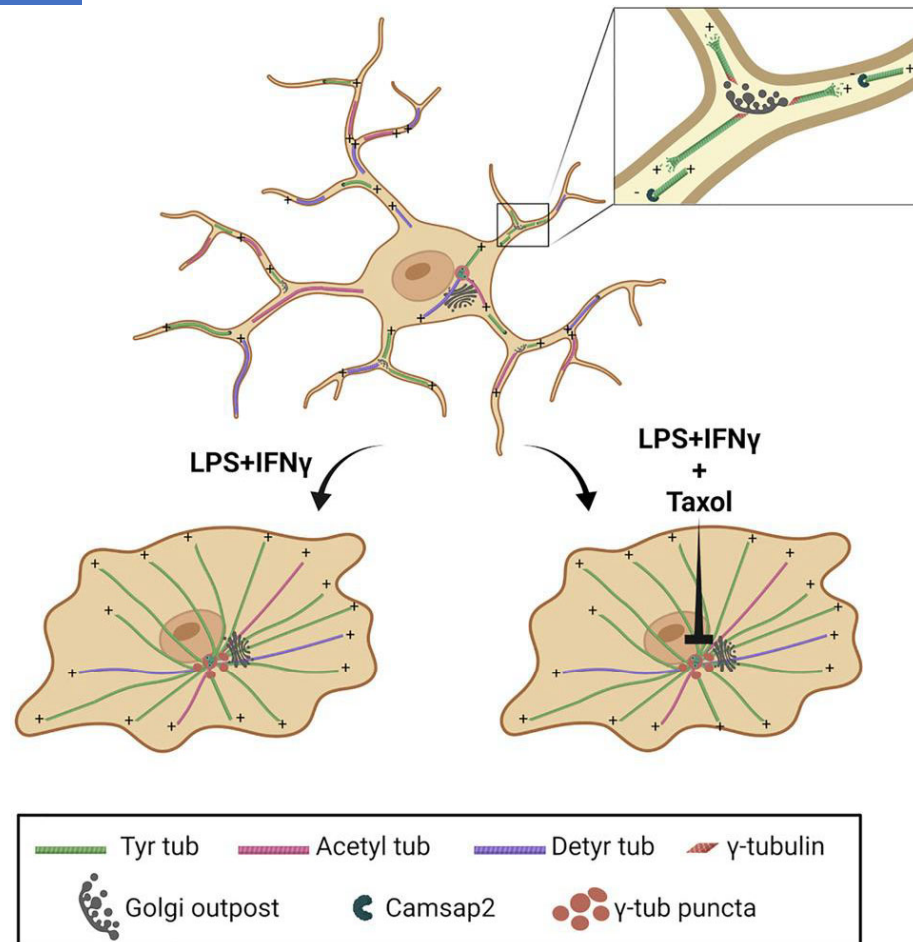 LPS+IFNγ
LPS+IFNγ
+
Taxol
Tyr tub
Acetyl tub
Detyr tub
γ-tubulin
Golgi outpost
Camsap2
γ-tub puncta